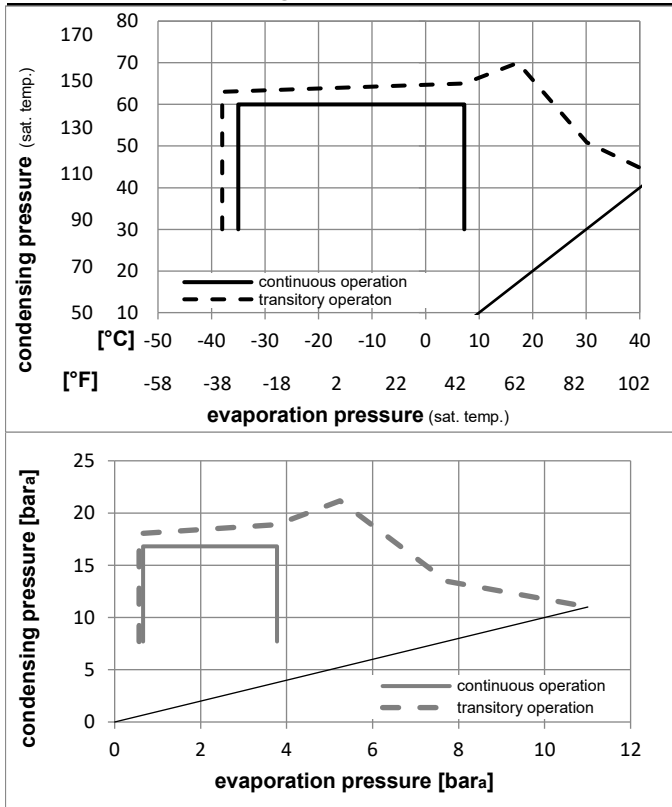 170 80
150 70
60
130 50
110 40
90 30
70 20
50 10
condensing pressure (sat. temp.)
continuous operation
transitory operaton
[°C] -50 -40 -30 -20 -10 0 10 20 30 40
[°F] -58 -38 -18 2 22 42 62 82 102
evaporation pressure (sat. temp.)
25
20
15
10
5
0
condensing pressure [bara]
continuous operation
transitory operation
0 2 4 6 8 10 12
evaporation pressure [bara]